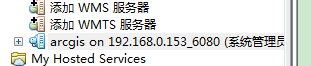 添加 WMS 服务器
添加 WMTS 服务器
arcgis on 192.168.0.153_6080 (系统管理员
My Hosted Services